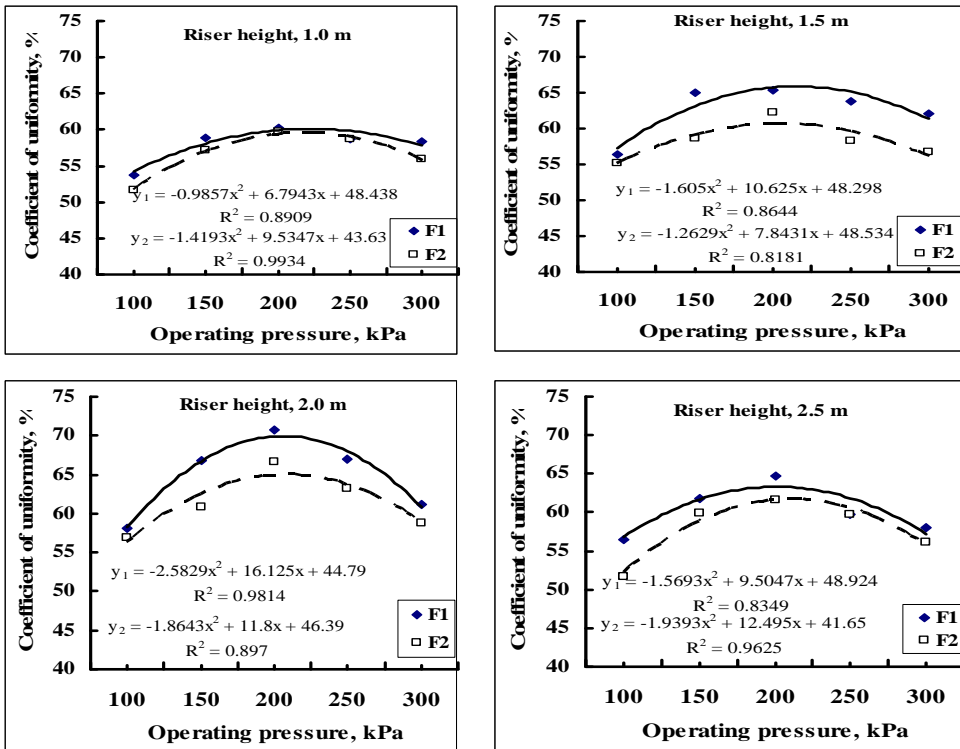 Riser height, 1.0 m
Coefficient of uniformity, %
75
70
65
60
55
50
45
40
y₁ = -0.9857x² + 6.7943x + 48.438
R² = 0.8909
y₂ = -1.4193x² + 9.5347x + 43.63
R² = 0.9934
F1
F2
100 150 200 250 300
Operating pressure, kPa
Riser height, 1.5 m
Coefficient of uniformity, %
75
70
65
60
55
50
45
40
y₁ = -1.605x² + 10.625x + 48.298
R² = 0.8644
y₂ = -1.2629x² + 7.8431x + 48.534
R² = 0.8181
F1
F2
100 150 200 250 300
Operating pressure, kPa
Riser height, 2.0 m
Coefficient of uniformity, %
75
70
65
60
55
50
45
40
y₁ = -2.5829x² + 16.125x + 44.79
R² = 0.9814
y₂ = -1.8643x² + 11.8x + 46.39
R² = 0.897
F1
F2
100 150 200 250 300
Operating pressure, kPa
Riser height, 2.5 m
Coefficient of uniformity, %
75
70
65
60
55
50
45
40
y₁ = -1.5693x² + 9.5047x + 48.924
R² = 0.8349
y₂ = -1.9393x² + 12.495x + 41.65
R² = 0.9625
F1
F2
100 150 200 250 300
Operating pressure, kPa